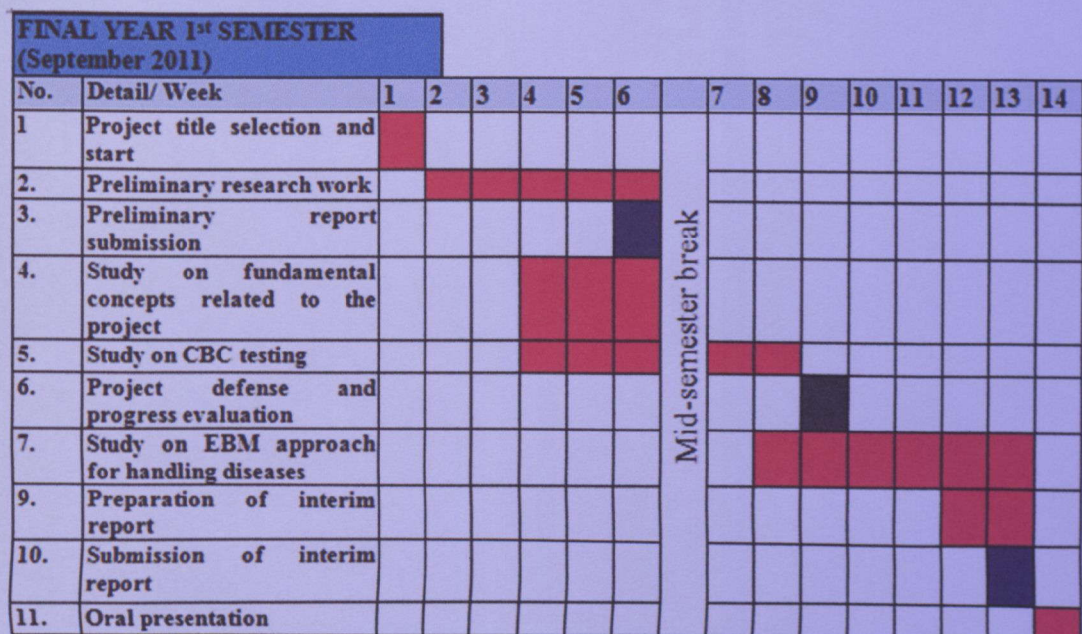 FINAL YEAR 1st SEMESTER
(September 2011)
No. Detail/ Week 1 2 3 4 5 6 7 8 9 10 11 12 13 14
1 Project title selection and
start
2. Preliminary research work
3. Preliminary report
submission
4. Study on fundamental
concepts related to the
project
5. Study on CBC testing
6. Project defense and
progress evaluation
7. Study on EBM approach
for handling diseases
9. Preparation of interim
report
10. Submission of interim
report
11. Oral presentation
Mid-semester break